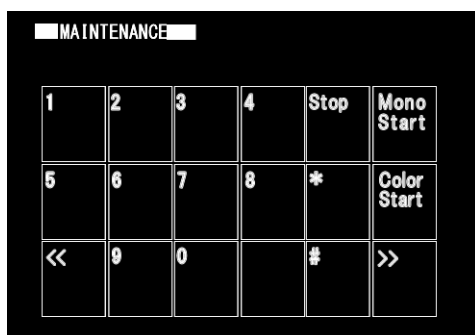 MAINTENANCE
1 2 3 4 Stop Mono
Start
5 6 7 8 * Color
Start
<< 9 0 # >>